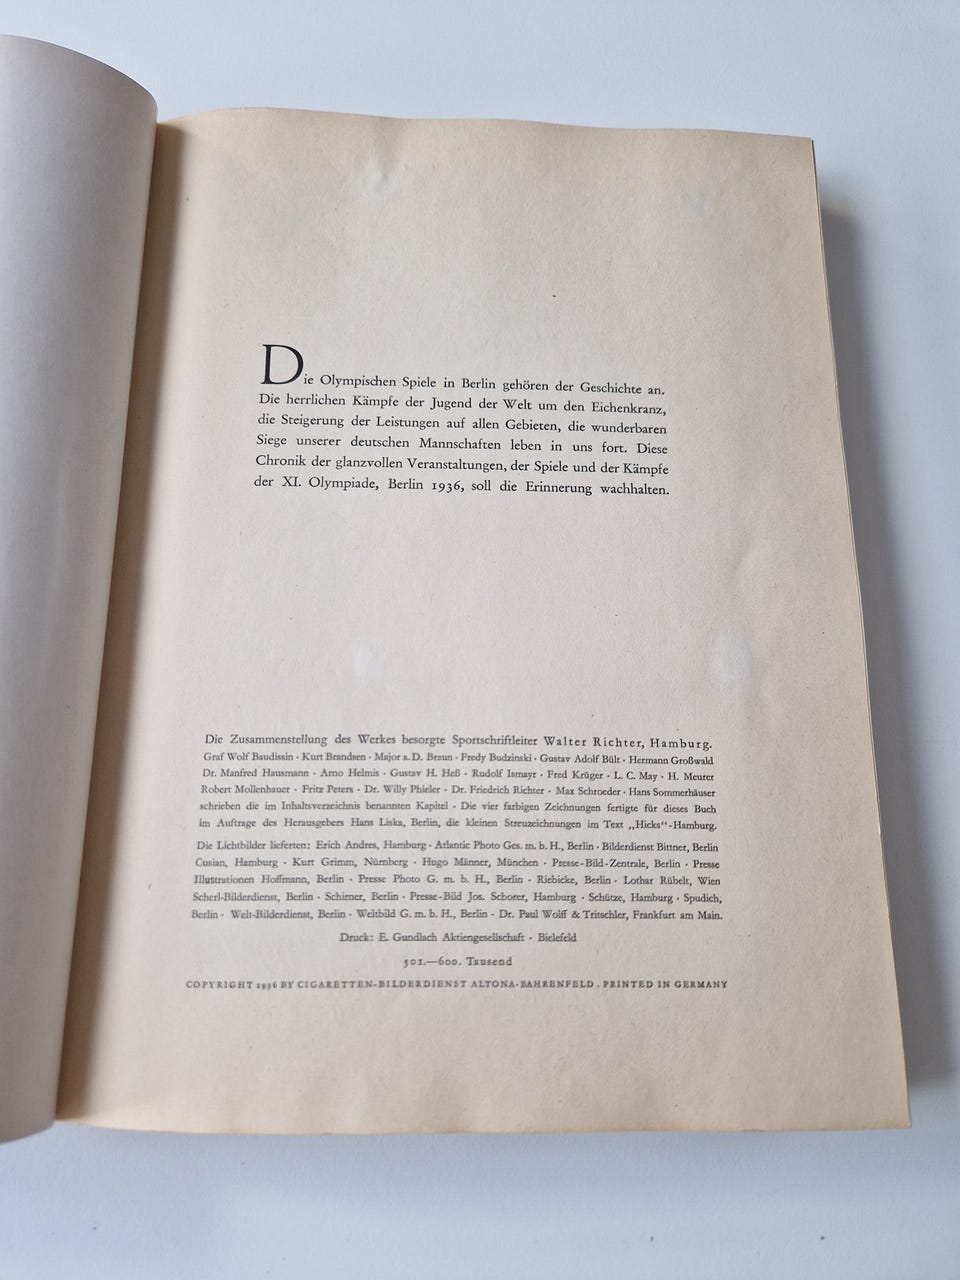 Die Olympischen Spiele in Berlin gehören der Geschichte an.
Die herrlichen Kämpfe der Jugend der Welt um den Eichenkranz,
die Steigerung der Leistungen auf allen Gebieten, die wunderbaren
Siege unserer deutschen Mannschaften leben in uns fort. Diese
Chronik der glanzvollen Veranstaltungen, der Spiele und der Kämpfe
der XI. Olympiade, Berlin 1936, soll die Erinnerung wachhalten.
Die Zusammenstellung des Werkes besorgte Sportschriftleiter Walter Richter, Hamburg.
Graf Wolf Baudissin · Kurt Brandsen · Major a.D. Braun · Fredy Budzinski · Gustav Adolf Bült · Hermann Großwald
Dr. Manfred Hausmann · Arno Helmis · Gustav H. Heß · Rudolf Ismayr · Fred Krüger · L. C. May · H. Meurer
Robert Mollenhauer · Fritz Peters · Dr. Willy Phieler · Dr. Friedrich Richter · Max Schroeder · Hans Sommerhäuser
schrieben die im Inhaltsverzeichnis benannten Kapitel · Die vier farbigen Zeichnungen fertigte für dieses Buch
im Auftrage des Herausgebers Hans Liska, Berlin, die kleinen Streuzeichnungen im Text „Hicks“-Hamburg.
Die Lichtbilder lieferten: Erich Andres, Hamburg · Atlantic Photo Ges. m. b. H., Berlin · Bilderdienst Bittner, Berlin
Cusian, Hamburg · Kurt Grimm, Nürnberg · Hugo Männer, München · Presse-Bild-Zentrale, Berlin · Presse
Illustrationen Hoffmann, Berlin · Presse Photo G. m. b. H., Berlin · Riebicke, Berlin · Lothar Rübelt, Wien
Scherl-Bilderdienst, Berlin · Schirner, Berlin · Presse-Bild Jos. Schorer, Hamburg · Schütze, Hamburg · Spudich,
Berlin · Welt-Bilderdienst, Berlin · Weltbild G. m. b. H., Berlin · Dr. Paul Wolff & Tritschler, Frankfurt am Main.
Druck: E. Gundlach Aktiengesellschaft · Bielefeld
501.—600. Tausend
COPYRIGHT 1936 BY CIGARETTEN-BILDERDIENST ALTONA-BAHRENFELD . PRINTED IN GERMANY